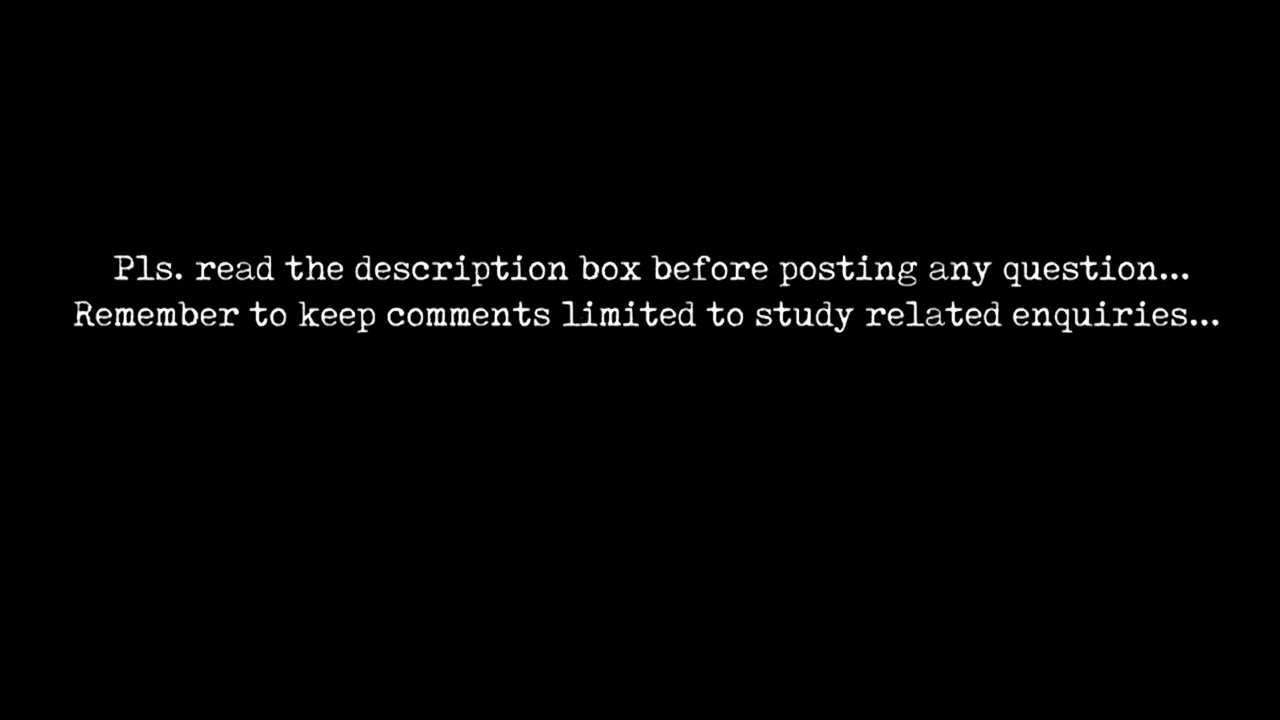 Pls. read the description box before posting any question...
Remember to keep comments limited to study related enquiries...